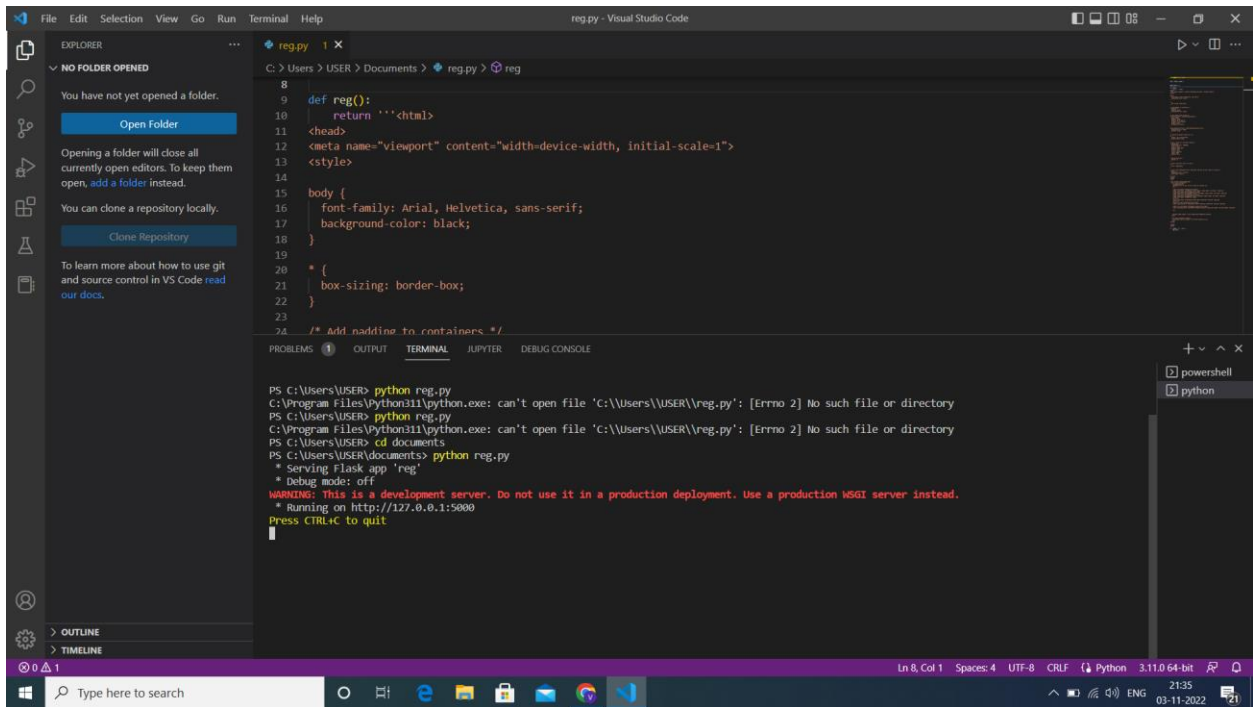 File Edit Selection View Go Run Terminal Help
reg.py - Visual Studio Code
EXPLORER
NO FOLDER OPENED
You have not yet opened a folder.
Open Folder
Opening a folder will close all
currently open editors. To keep them
open, add a folder instead.
You can clone a repository locally.
Clone Repository
To learn more about how to use git
and source control in VS Code read
our docs.
OUTLINE
TIMELINE
reg.py 1
C: > Users > USER > Documents > reg.py > reg
8
9 def reg():
10 return '''<html>
11 <head>
12 <meta name="viewport" content="width=device-width, initial-scale=1">
13 <style>
14
15 body {
16 font-family: Arial, Helvetica, sans-serif;
17 background-color: black;
18 }
19
20 * {
21 box-sizing: border-box;
22 }
23
24 /* Add padding to containers */
PROBLEMS 1 OUTPUT TERMINAL JUPYTER DEBUG CONSOLE
PS C:\Users\USER> python reg.py
C:\Program Files\Python311\python.exe: can't open file 'C:\\Users\\USER\\reg.py': [Errno 2] No such file or directory
PS C:\Users\USER> python reg.py
C:\Program Files\Python311\python.exe: can't open file 'C:\\Users\\USER\\reg.py': [Errno 2] No such file or directory
PS C:\Users\USER> cd documents
PS C:\Users\USER\documents> python reg.py
* Serving Flask app 'reg'
* Debug mode: off
WARNING: This is a development server. Do not use it in a production deployment. Use a production WSGI server instead.
* Running on http://127.0.0.1:5000
Press CTRL+C to quit
powershell
python
0 1
Ln 8, Col 1 Spaces: 4 UTF-8 CRLF Python 3.11.0 64-bit
Type here to search
ENG
21:35
03-11-2022
21